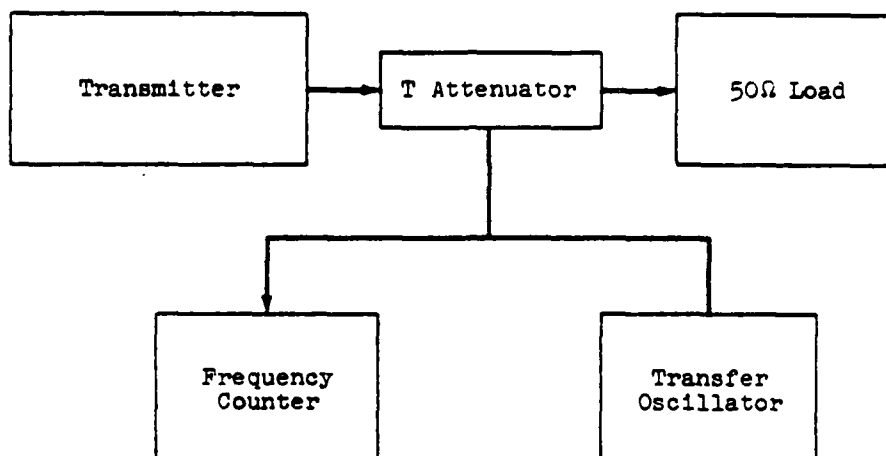 Transmitter
T Attenuator
50Ω Load
Frequency
Counter
Transfer
Oscillator